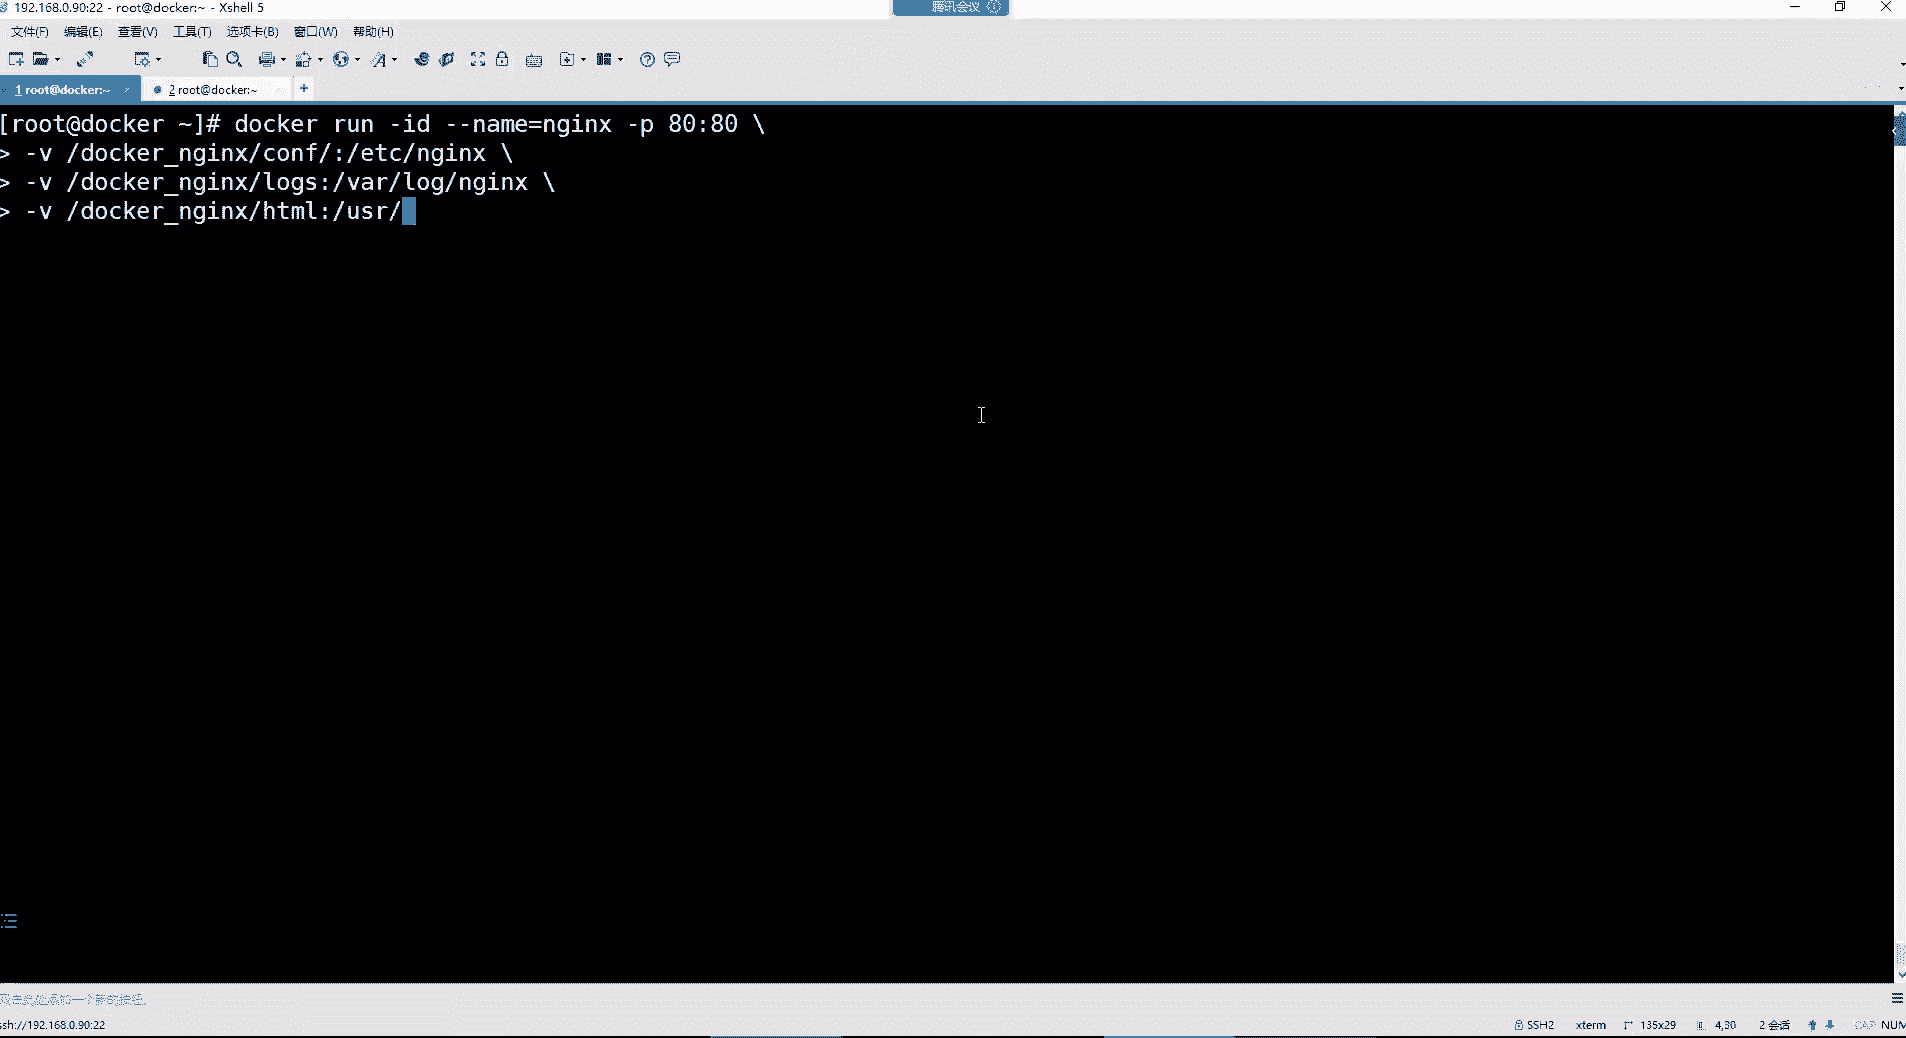 192.168.0.90:22 - root@docker:~ - Xshell 5
腾讯会议
文件(F) 编辑(E) 查看(V) 工具(T) 选项卡(B) 窗口(W) 帮助(H)
1 root@docker:~ 2 root@docker:~ +
[root@docker ~]# docker run -id --name=nginx -p 80:80 \
> -v /docker_nginx/conf/:/etc/nginx \
> -v /docker_nginx/logs:/var/log/nginx \
> -v /docker_nginx/html:/usr/
ssh://192.168.0.90:22 SSH2 xterm 135x29 4,30 2 会话 CAP NUM